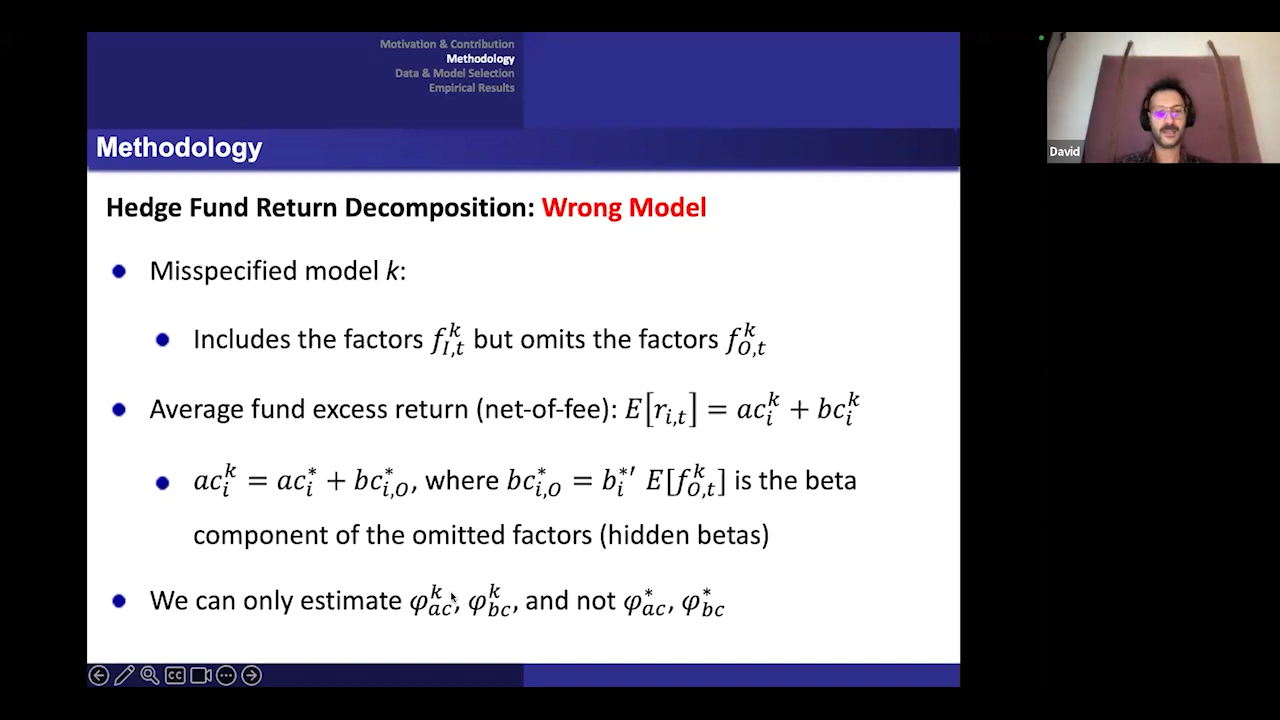 Motivation & Contribution
Methodology
Data & Model Selection
Empirical Results
Methodology
Hedge Fund Return Decomposition: Wrong Model
Misspecified model k:
Includes the factors f_{I,t}^k but omits the factors f_{O,t}^k
Average fund excess return (net-of-fee): E[r_{i,t}] = ac_i^k + bc_i^k
ac_i^k = ac_i^* + bc_{i,O}^*, where bc_{i,O}^* = b_i^{*′} E[f_{O,t}^k] is the beta
component of the omitted factors (hidden betas)
We can only estimate φ_{ac}^k, φ_{bc}^k, and not φ_{ac}^*, φ_{bc}^*
CC
David